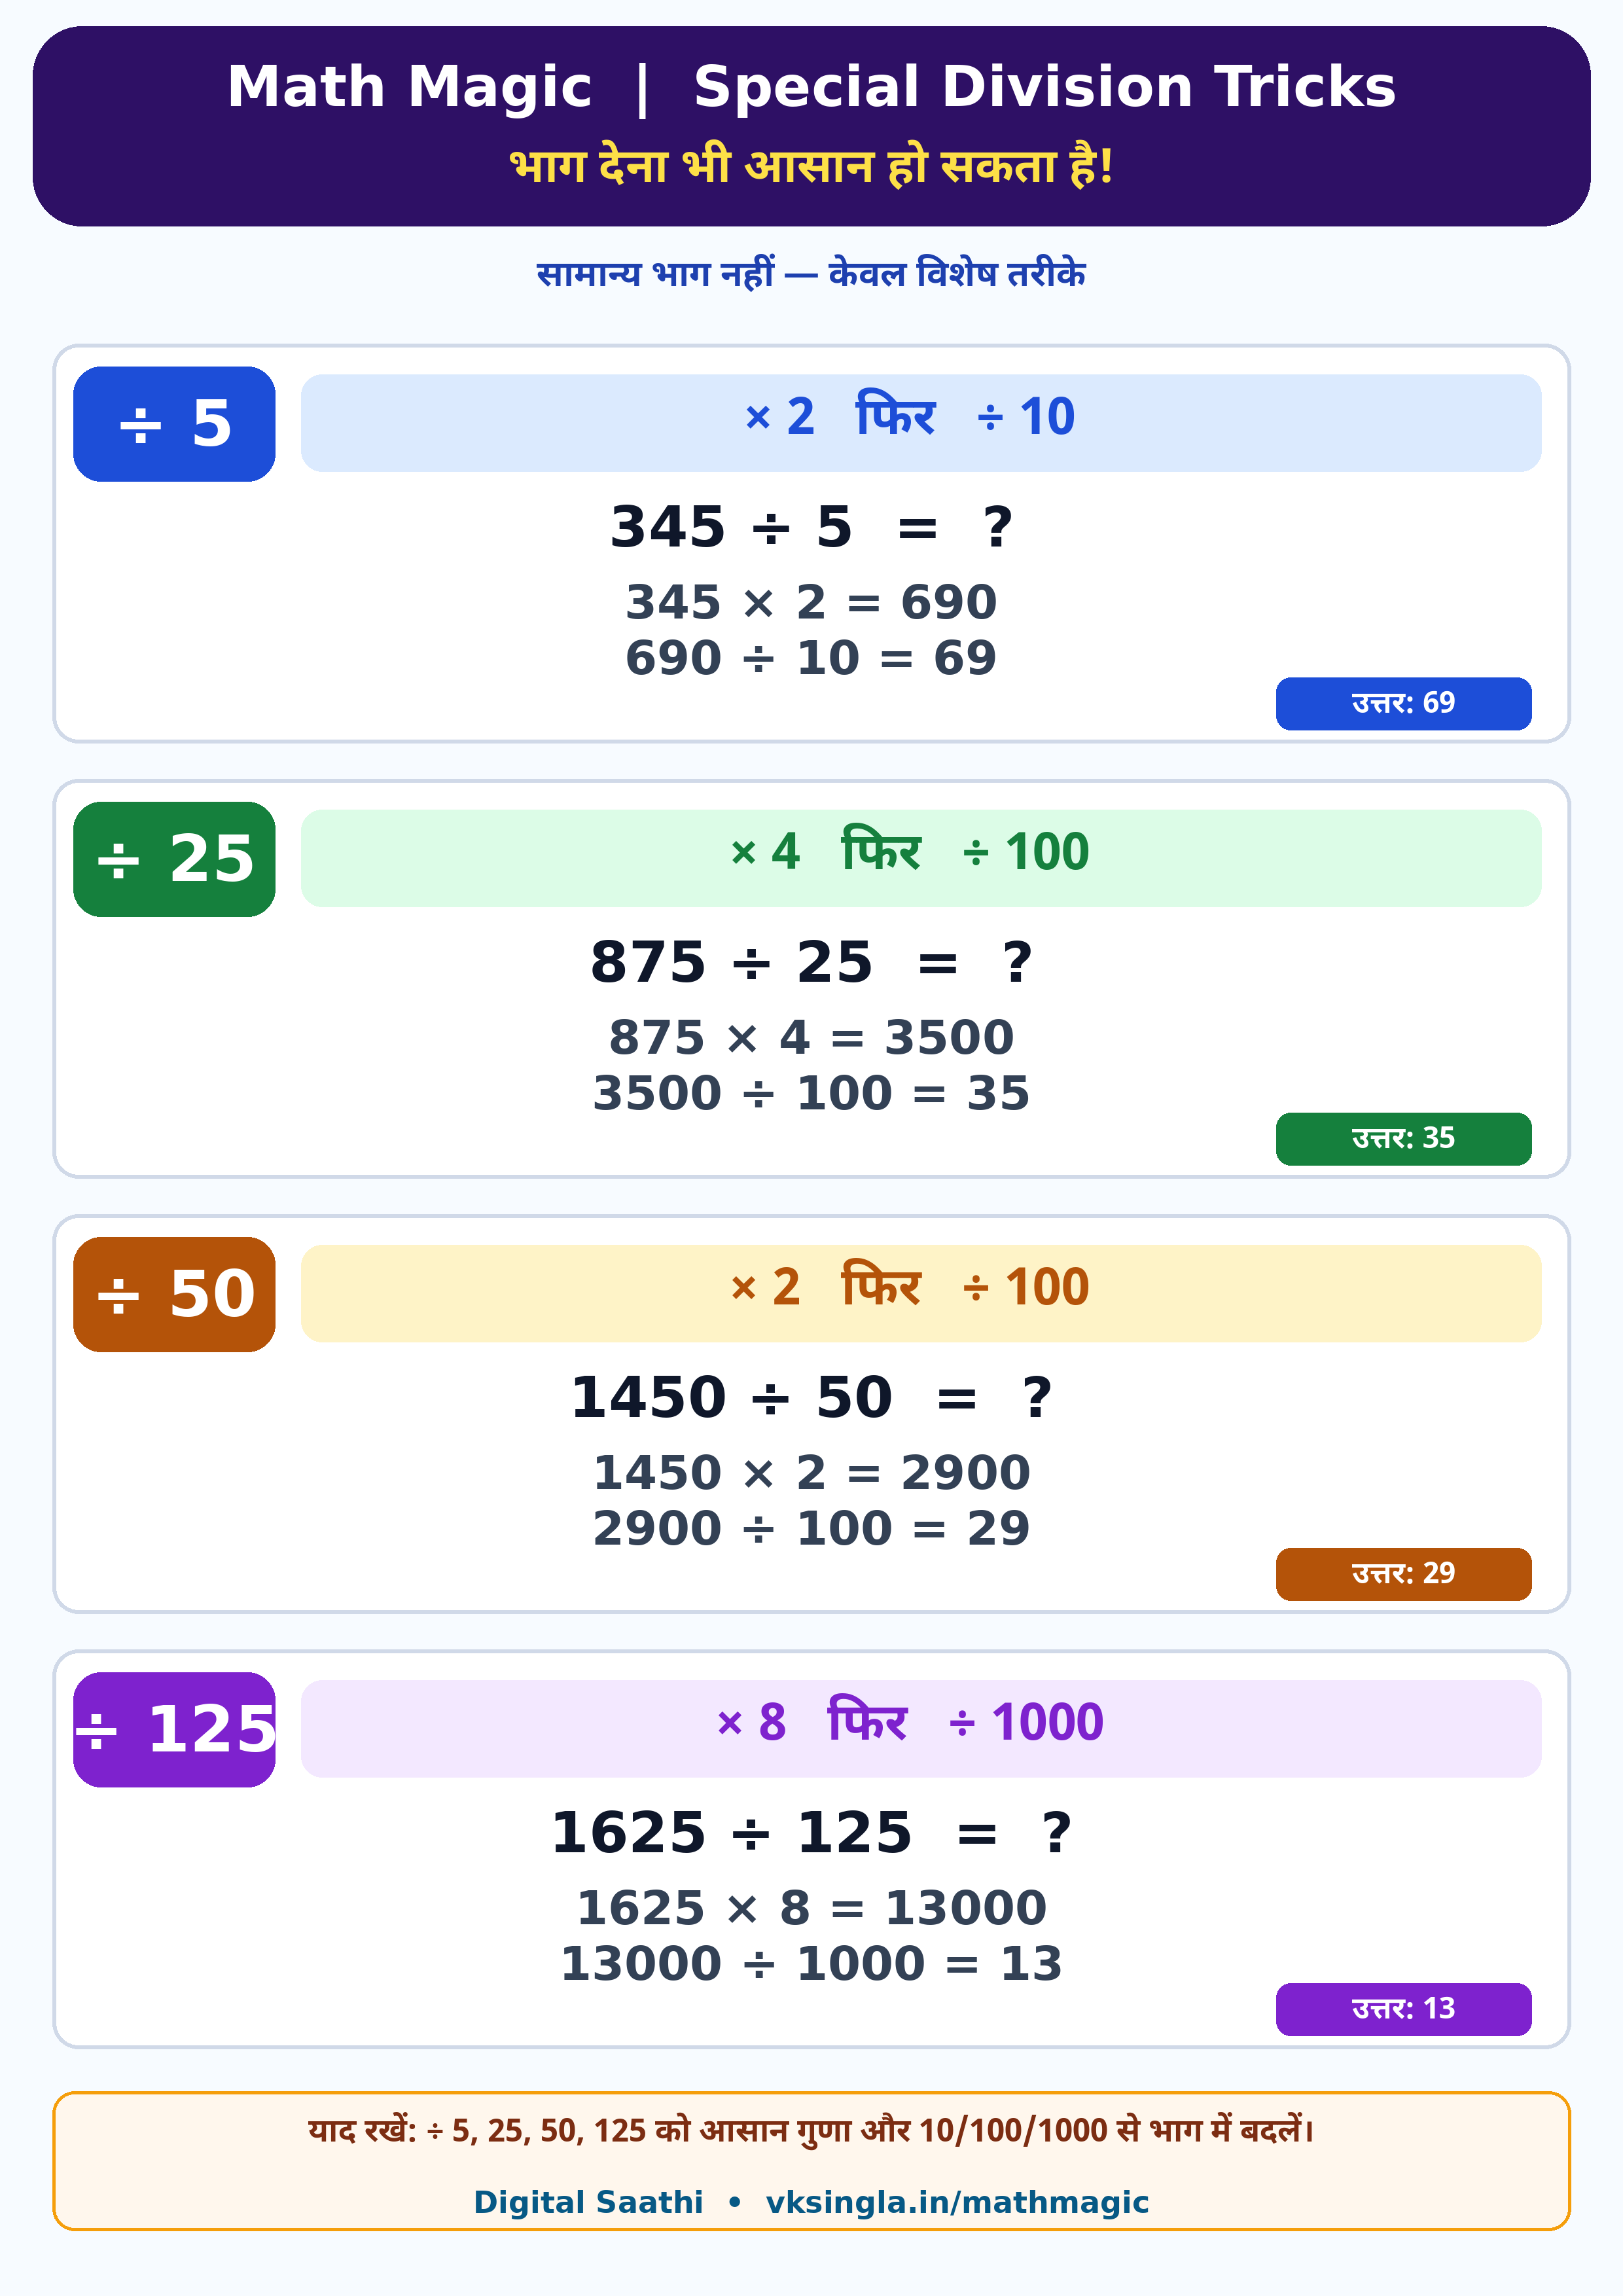 Math Magic | Special Division Tricks
भाग देना भी आसान हो सकता है!
सामान्य भाग नहीं — केवल विशेष तरीके
÷ 5
× 2 फिर ÷ 10
345 ÷ 5 = ?
345 × 2 = 690
690 ÷ 10 = 69
उत्तर: 69
÷ 25
× 4 फिर ÷ 100
875 ÷ 25 = ?
875 × 4 = 3500
3500 ÷ 100 = 35
उत्तर: 35
÷ 50
× 2 फिर ÷ 100
1450 ÷ 50 = ?
1450 × 2 = 2900
2900 ÷ 100 = 29
उत्तर: 29
÷ 125
× 8 फिर ÷ 1000
1625 ÷ 125 = ?
1625 × 8 = 13000
13000 ÷ 1000 = 13
उत्तर: 13
याद रखें: ÷ 5, 25, 50, 125 को आसान गुणा और 10/100/1000 से भाग में बदलें।
Digital Saathi • vksingla.in/mathmagic